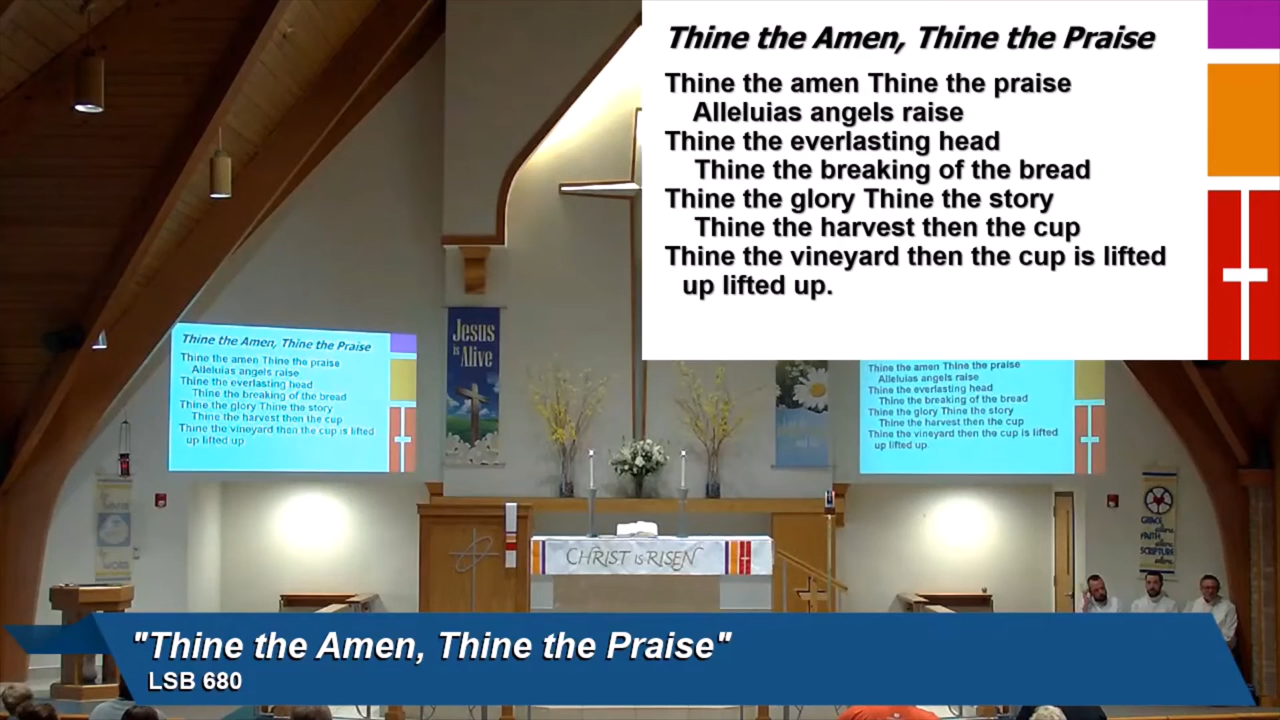 Thine the Amen, Thine the Praise
Thine the amen Thine the praise
Alleluias angels raise
Thine the everlasting head
Thine the breaking of the bread
Thine the glory Thine the story
Thine the harvest then the cup
Thine the vineyard then the cup is lifted
up lifted up.
Jesus
is Alive
Thine the Amen, Thine the Praise
Thine the amen Thine the praise
Alleluias angels raise
Thine the everlasting head
Thine the breaking of the bread
Thine the glory Thine the story
Thine the harvest then the cup
Thine the vineyard then the cup is lifted
up lifted up
Thine the amen Thine the praise
Alleluias angels raise
Thine the everlasting head
Thine the breaking of the bread
Thine the glory Thine the story
Thine the harvest then the cup
Thine the vineyard then the cup is lifted
up lifted up.
GRACE
alone
FAITH
alone
SCRIPTURE
alone
CHRIST IS RISEN
"Thine the Amen, Thine the Praise"
LSB 680